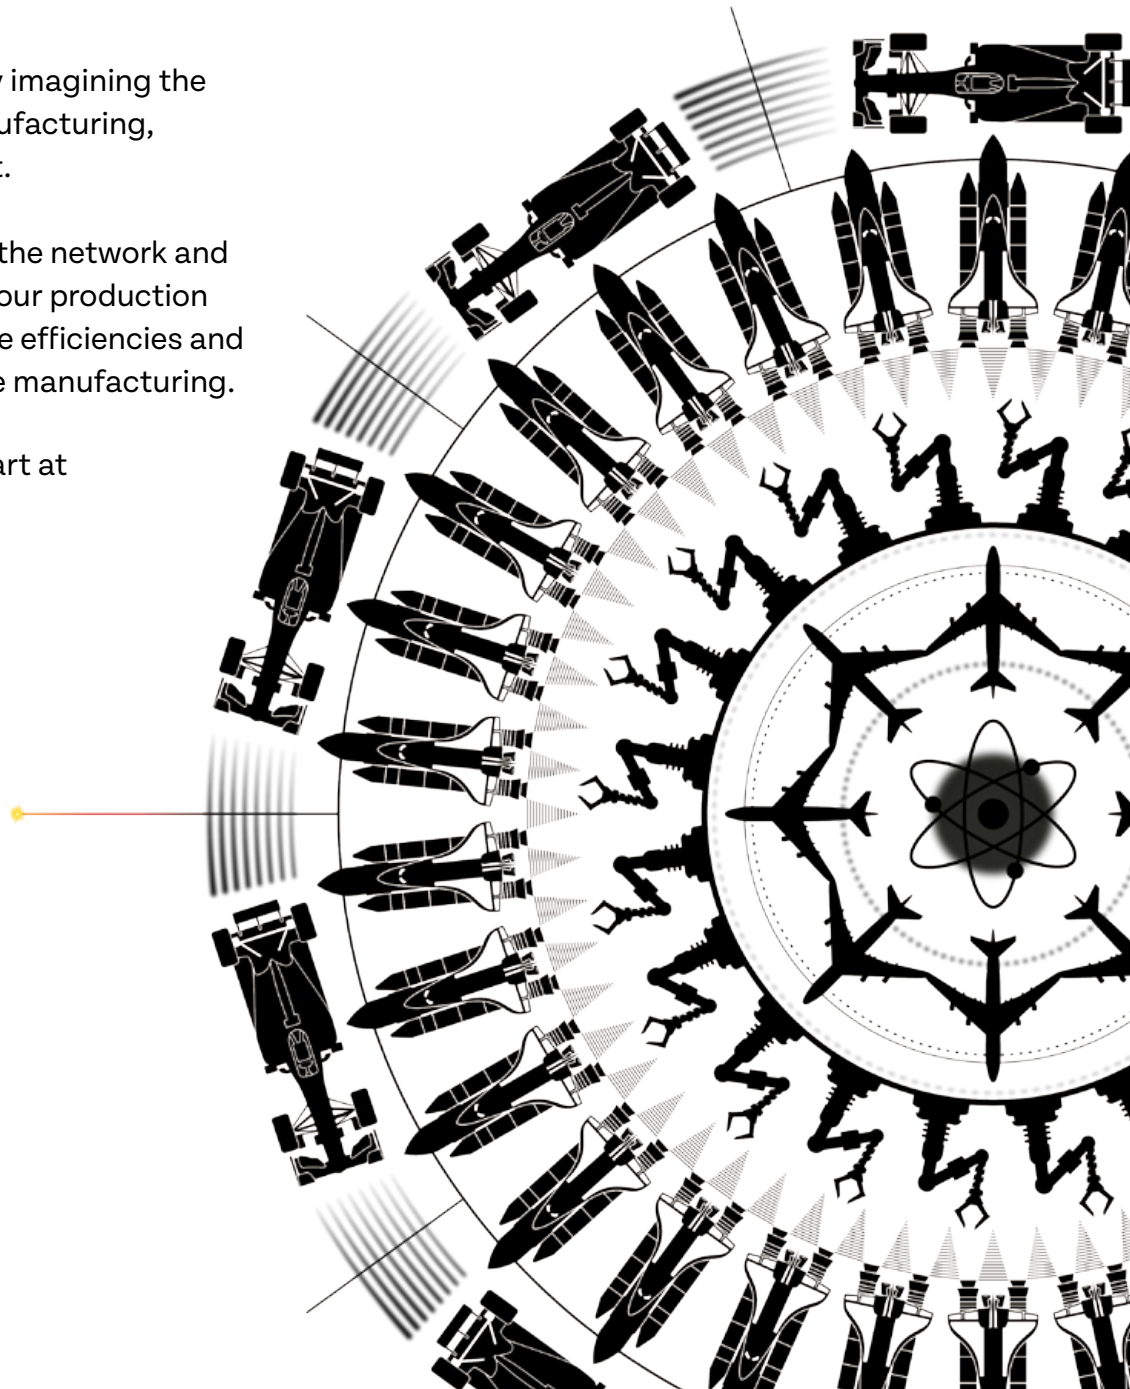 imagining the
ufacturing,
t.
the network and
our production
e efficiencies and
e manufacturing.
art at